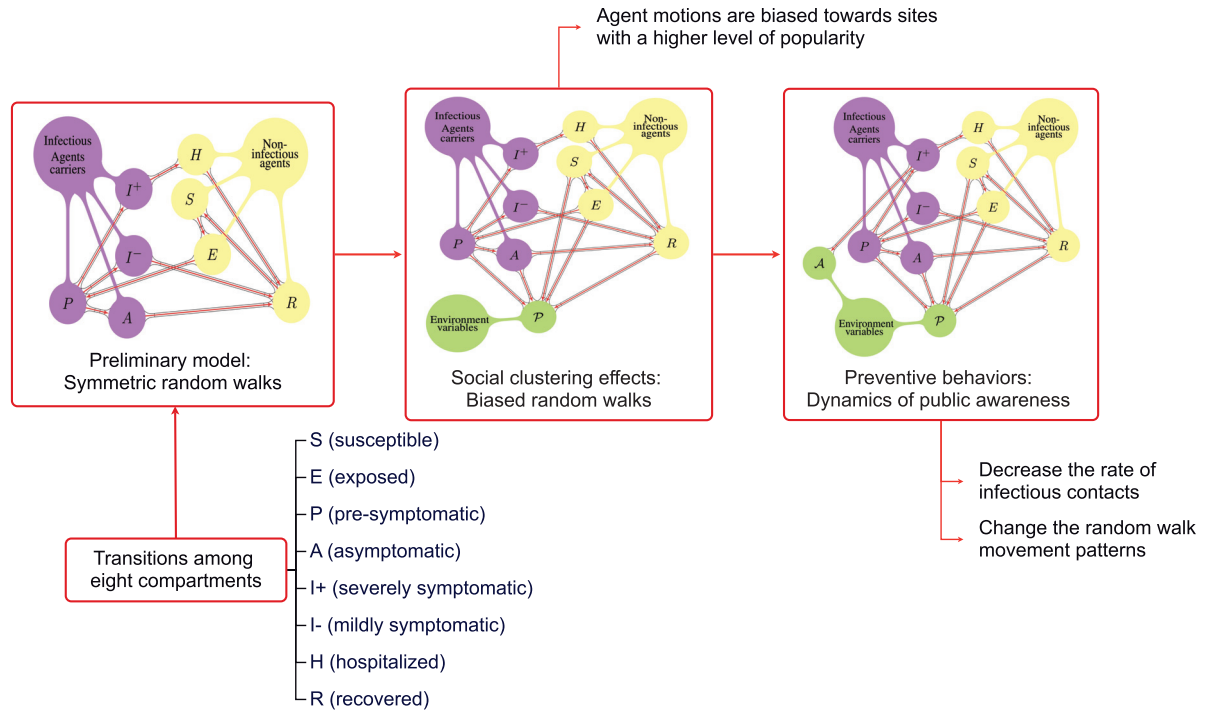 Agent motions are biased towards sites
with a higher level of popularity
Infectious
Agents
carriers
Non-
infectious
agents
I⁺
H
S
I⁻
E
P
A
R
Preliminary model:
Symmetric random walks
Infectious
Agents
carriers
Non-
infectious
agents
I⁺
H
S
I⁻
E
P
A
R
Environment
variables
𝒫
Social clustering effects:
Biased random walks
Infectious
Agents
carriers
Non-
infectious
agents
I⁺
H
S
I⁻
E
P
A
R
𝒜
Environment
variables
𝒫
Preventive behaviors:
Dynamics of public awareness
Decrease the rate of
infectious contacts
Change the random walk
movement patterns
Transitions among
eight compartments
S (susceptible)
E (exposed)
P (pre-symptomatic)
A (asymptomatic)
I+ (severely symptomatic)
I- (mildly symptomatic)
H (hospitalized)
R (recovered)